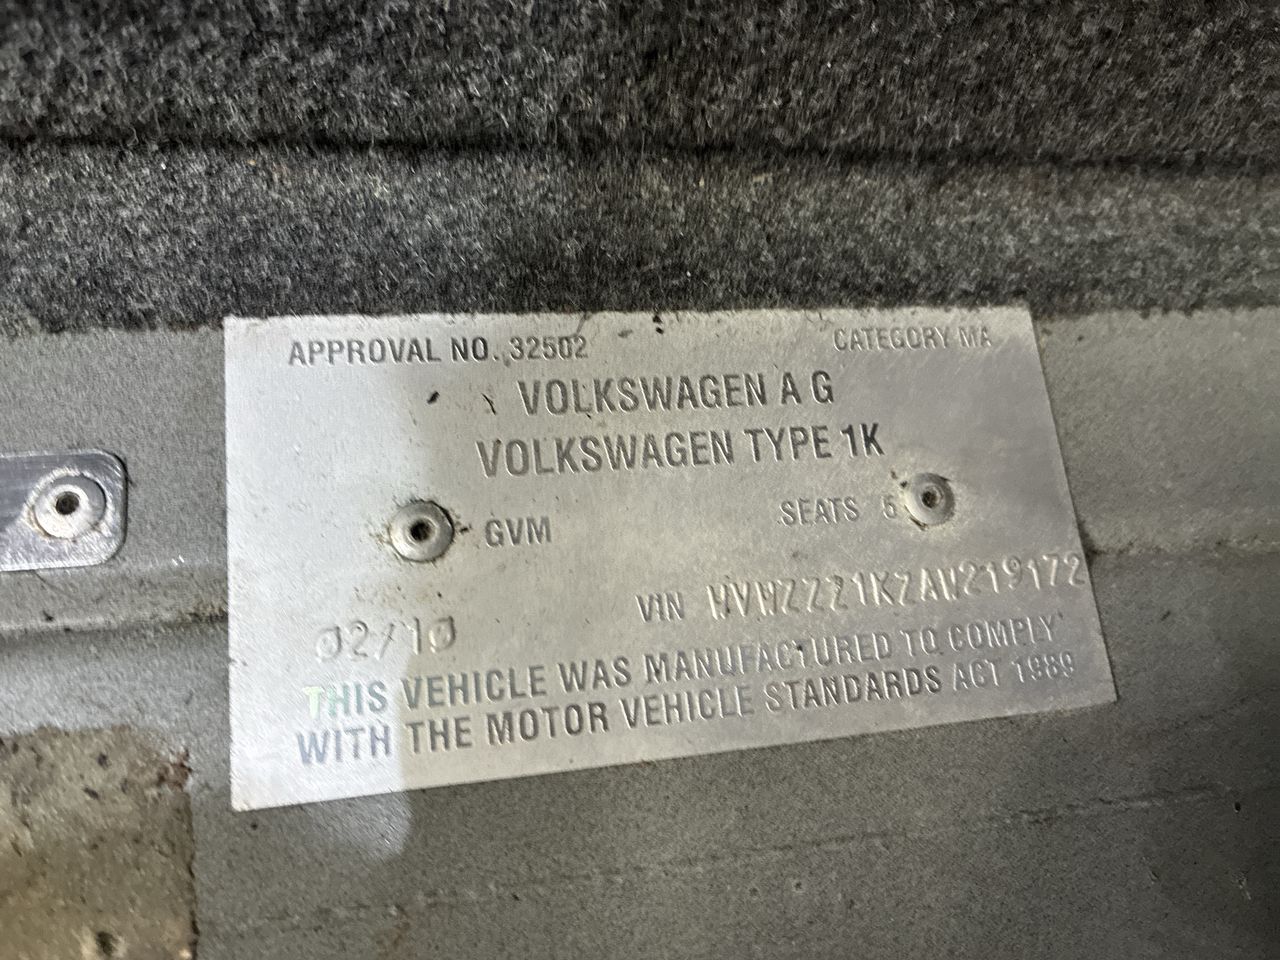 APPROVAL NO. 32502 CATEGORY MA
VOLKSWAGEN A G
VOLKSWAGEN TYPE 1K
GVM SEATS 5
VIN WVWZZZ1KZAW219172
02/10
THIS VEHICLE WAS MANUFACTURED TO COMPLY
WITH THE MOTOR VEHICLE STANDARDS ACT 1989